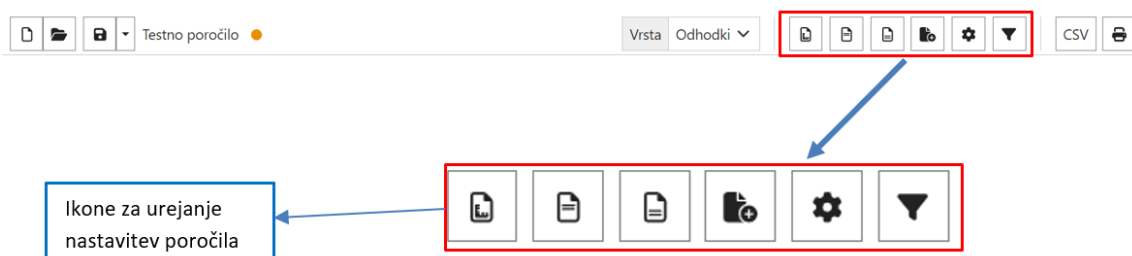 Testno poročilo
Vrsta Odhodki
CSV
Ikone za urejanje
nastavitev poročila